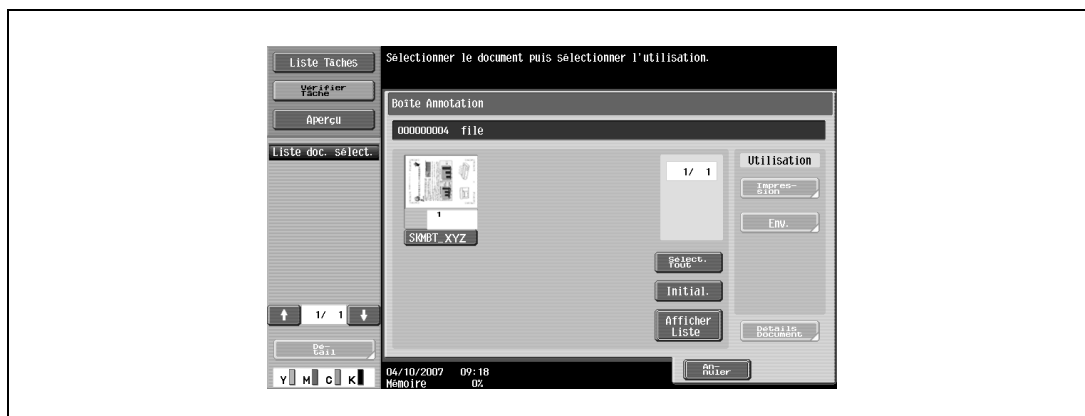 Liste Tâches
Sélectionner le document puis sélectionner l'utilisation.
Vérifier
Tâche
Aperçu
Boîte Annotation
000000004 file
Liste doc. sélect.
1/ 1
Utilisation
Impres-
sion
Env.
1
SKMBT_XYZ
Sélect.
Tout
Initial.
Afficher
Liste
Détails
Document
1/ 1
Dé-
tail
An-
nuler
Y M C K
04/10/2007 09:18
Mémoire 0%